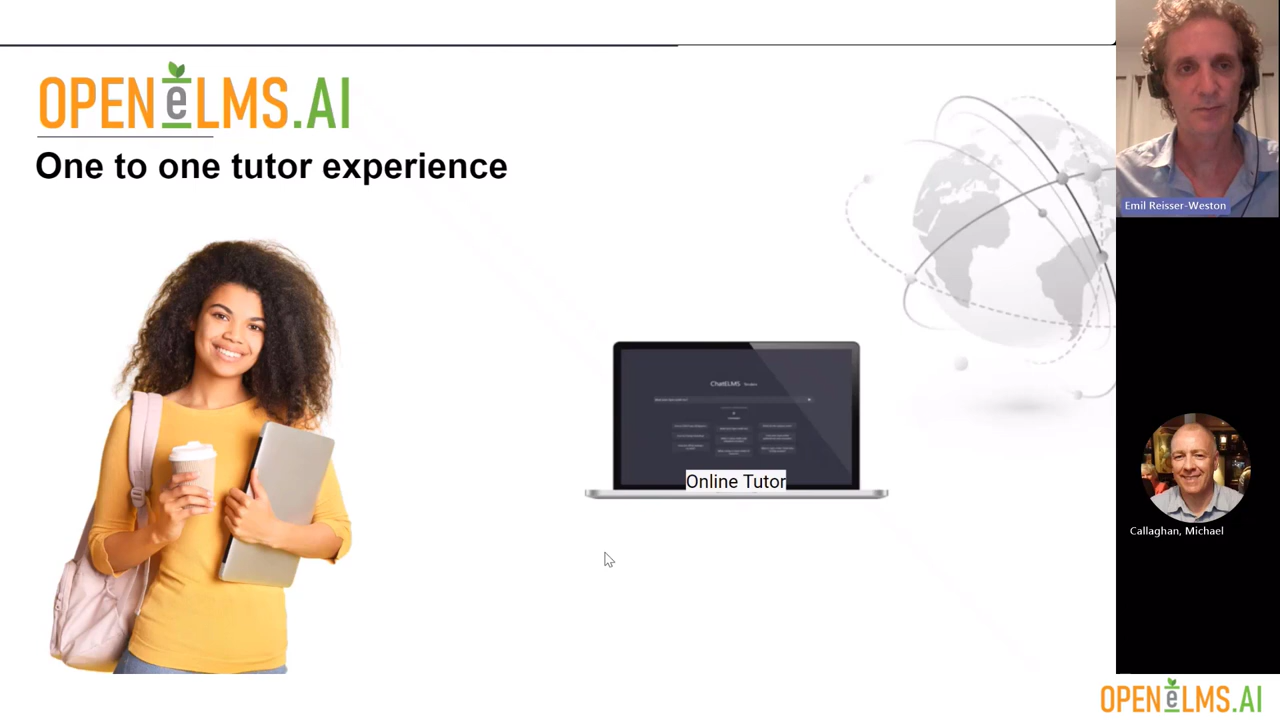 OPENeLMS.AI
One to one tutor experience
ChatELMS
Online Tutor
Emil Reisser-Weston
Callaghan, Michael
OPENeLMS.AI